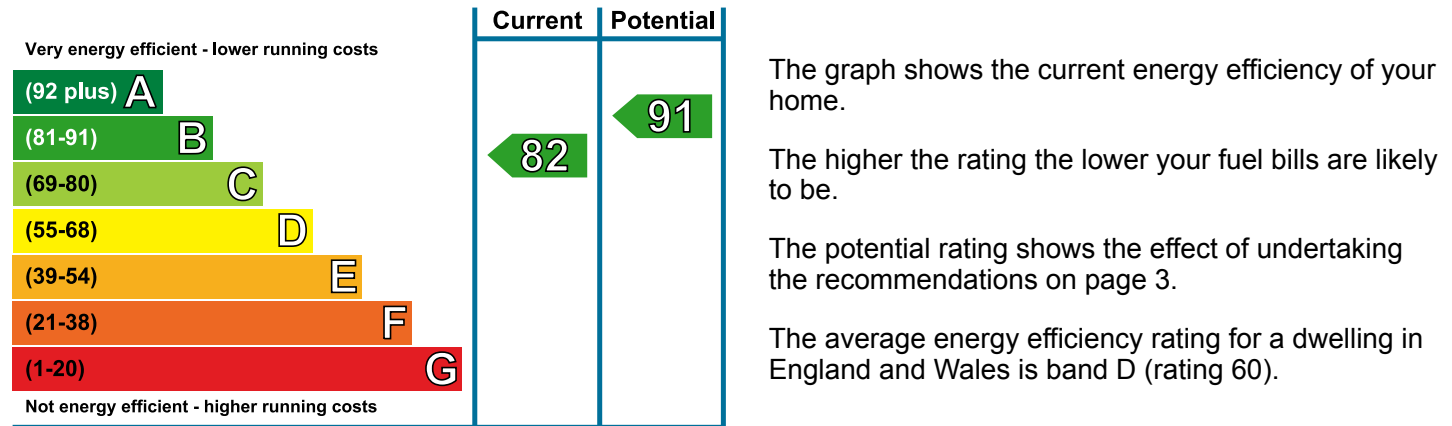 Current Potential
Very energy efficient - lower running costs
(92 plus) A
(81-91) B
(69-80) C
(55-68) D
(39-54) E
(21-38) F
(1-20) G
Not energy efficient - higher running costs
82
91
The graph shows the current energy efficiency of your
home.
The higher the rating the lower your fuel bills are likely
to be.
The potential rating shows the effect of undertaking
the recommendations on page 3.
The average energy efficiency rating for a dwelling in
England and Wales is band D (rating 60).